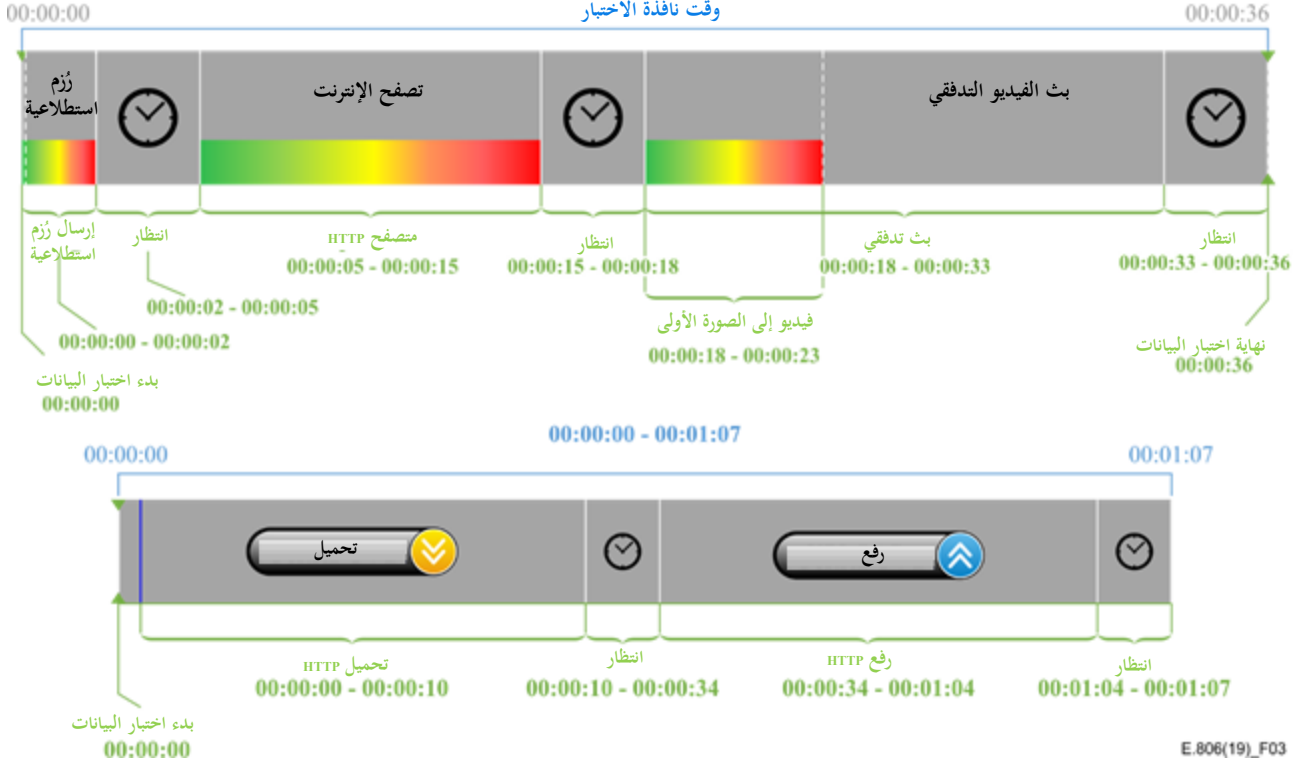 وقت نافذة الاختبار
00:00:00
00:00:36
رُزم
استطلاعية
تصفح الإنترنت
بث الفيديو التدفقي
إرسال رُزم
استطلاعية
00:00:00 - 00:00:02
انتظار
00:00:02 - 00:00:05
متصفح HTTP
00:00:05 - 00:00:15
انتظار
00:00:15 - 00:00:18
بث تدفقي
00:00:18 - 00:00:33
انتظار
00:00:33 - 00:00:36
فيديو إلى الصورة الأولى
00:00:18 - 00:00:23
نهاية اختبار البيانات
00:00:36
بدء اختبار البيانات
00:00:00
00:00:00 - 00:01:07
00:00:00
00:01:07
تحميل
رفع
تحميل HTTP
00:00:00 - 00:00:10
انتظار
00:00:10 - 00:00:34
رفع HTTP
00:00:34 - 00:01:04
انتظار
00:01:04 - 00:01:07
بدء اختبار البيانات
00:00:00
E.806(19)_F03